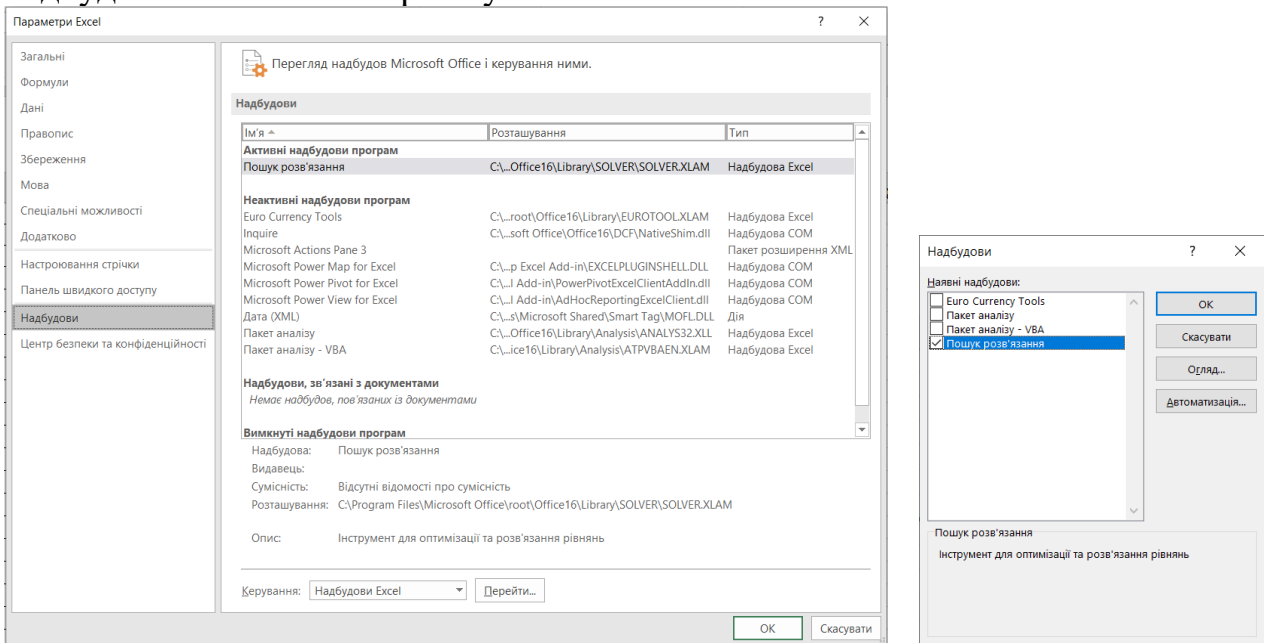 Параметри Excel ? ×
Загальні
Формули
Дані
Правопис
Збереження
Мова
Спеціальні можливості
Додатково
Настроювання стрічки
Панель швидкого доступу
Надбудови
Центр безпеки та конфіденційності
Перегляд надбудов Microsoft Office і керування ними.
Надбудови
Ім'я Розташування Тип
Активні надбудови програм
Пошук розв'язання C:\...Office16\Library\SOLVER\SOLVER.XLAM Надбудова Excel
Неактивні надбудови програм
Euro Currency Tools C:\...root\Office16\Library\EUROTOOL.XLAM Надбудова Excel
Inquire C:\...soft Office\Office16\DCF\NativeShim.dll Надбудова COM
Microsoft Actions Pane 3 Пакет розширення XML
Microsoft Power Map for Excel C:\...p Excel Add-in\EXCELPLUGINSHELL.DLL Надбудова COM
Microsoft Power Pivot for Excel C:\...l Add-in\PowerPivotExcelClientAddIn.dll Надбудова COM
Microsoft Power View for Excel C:\...l Add-in\AdHocReportingExcelClient.dll Надбудова COM
Дата (XML) C:\...s\Microsoft Shared\Smart Tag\MOFL.DLL Дія
Пакет аналізу C:\...Office16\Library\Analysis\ANALYS32.XLL Надбудова Excel
Пакет аналізу - VBA C:\...ice16\Library\Analysis\ATPVBAEN.XLAM Надбудова Excel
Надбудови, зв'язані з документами
Немає надбудов, пов'язаних із документами
Вимкнуті надбудови програм
Надбудова: Пошук розв'язання
Видавець:
Сумісність: Відсутні відомості про сумісність
Розташування: C:\Program Files\Microsoft Office\root\Office16\Library\SOLVER\SOLVER.XLAM
Опис: Інструмент для оптимізації та розв'язання рівнянь
Керування: Надбудови Excel Перейти...
ОК Скасувати
Надбудови ? ×
Наявні надбудови:
Euro Currency Tools
Пакет аналізу
Пакет аналізу - VBA
Пошук розв'язання
ОК
Скасувати
Огляд...
Автоматизація...
Пошук розв'язання
Інструмент для оптимізації та розв'язання рівнянь